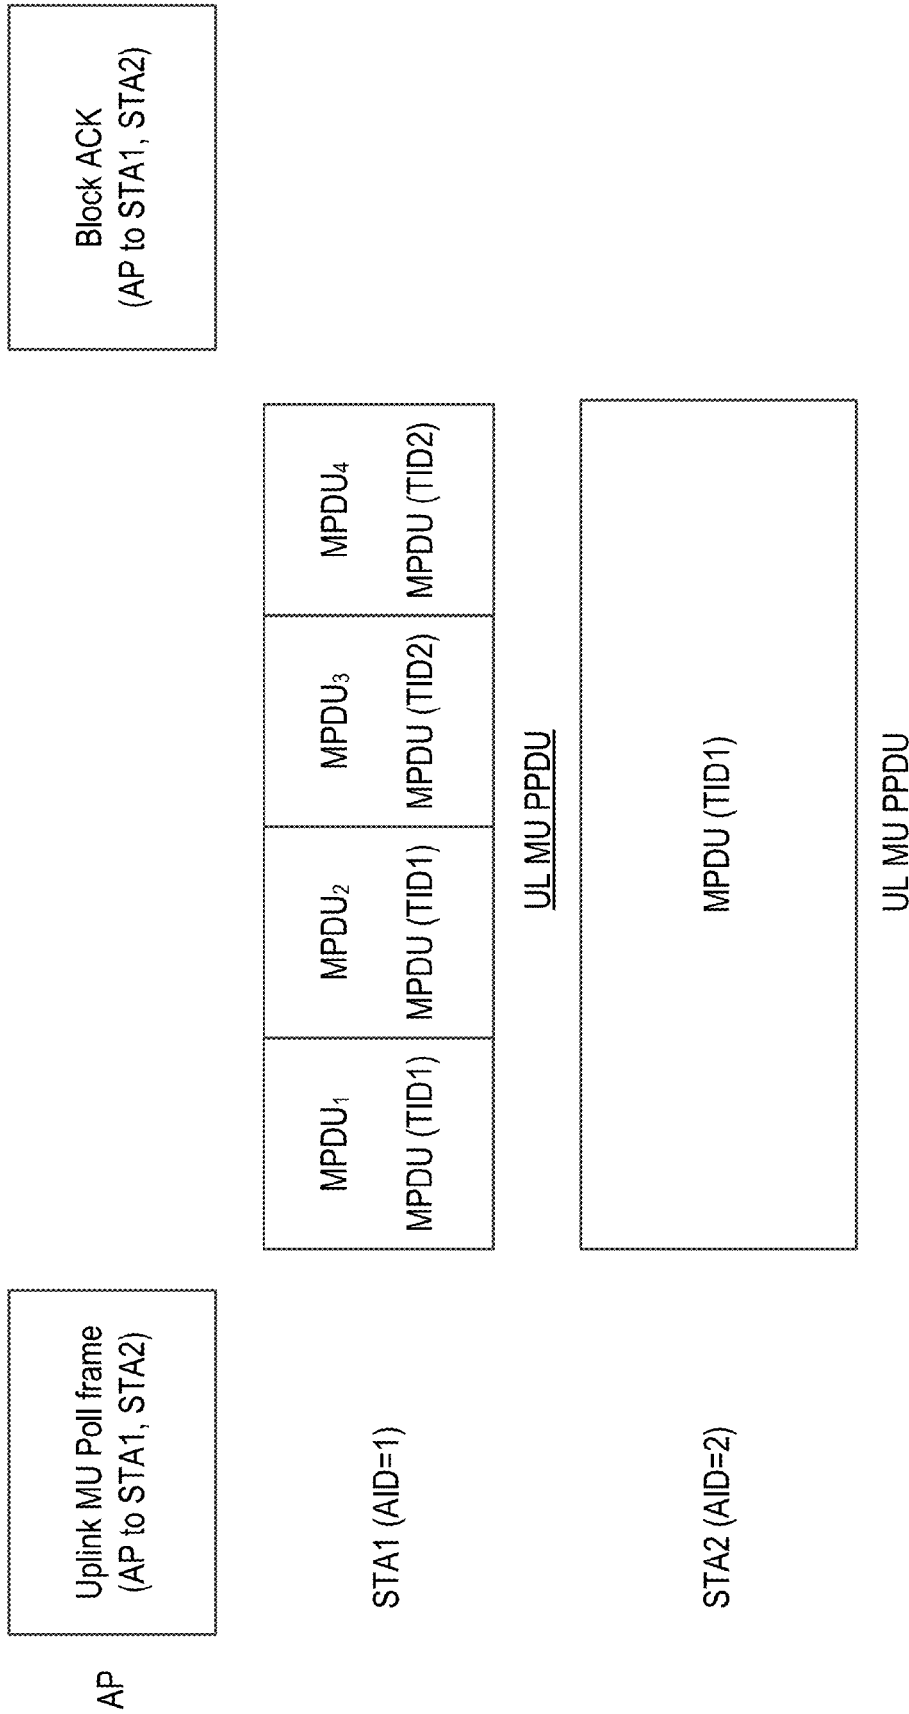 AP
Uplink MU Poll frame
(AP to STA1, STA2)
Block ACK
(AP to STA1, STA2)
STA1 (AID=1)
MPDU₁
MPDU (TID1)
MPDU₂
MPDU (TID1)
MPDU₃
MPDU (TID2)
MPDU₄
MPDU (TID2)
UL MU PPDU
STA2 (AID=2)
MPDU (TID1)
UL MU PPDU